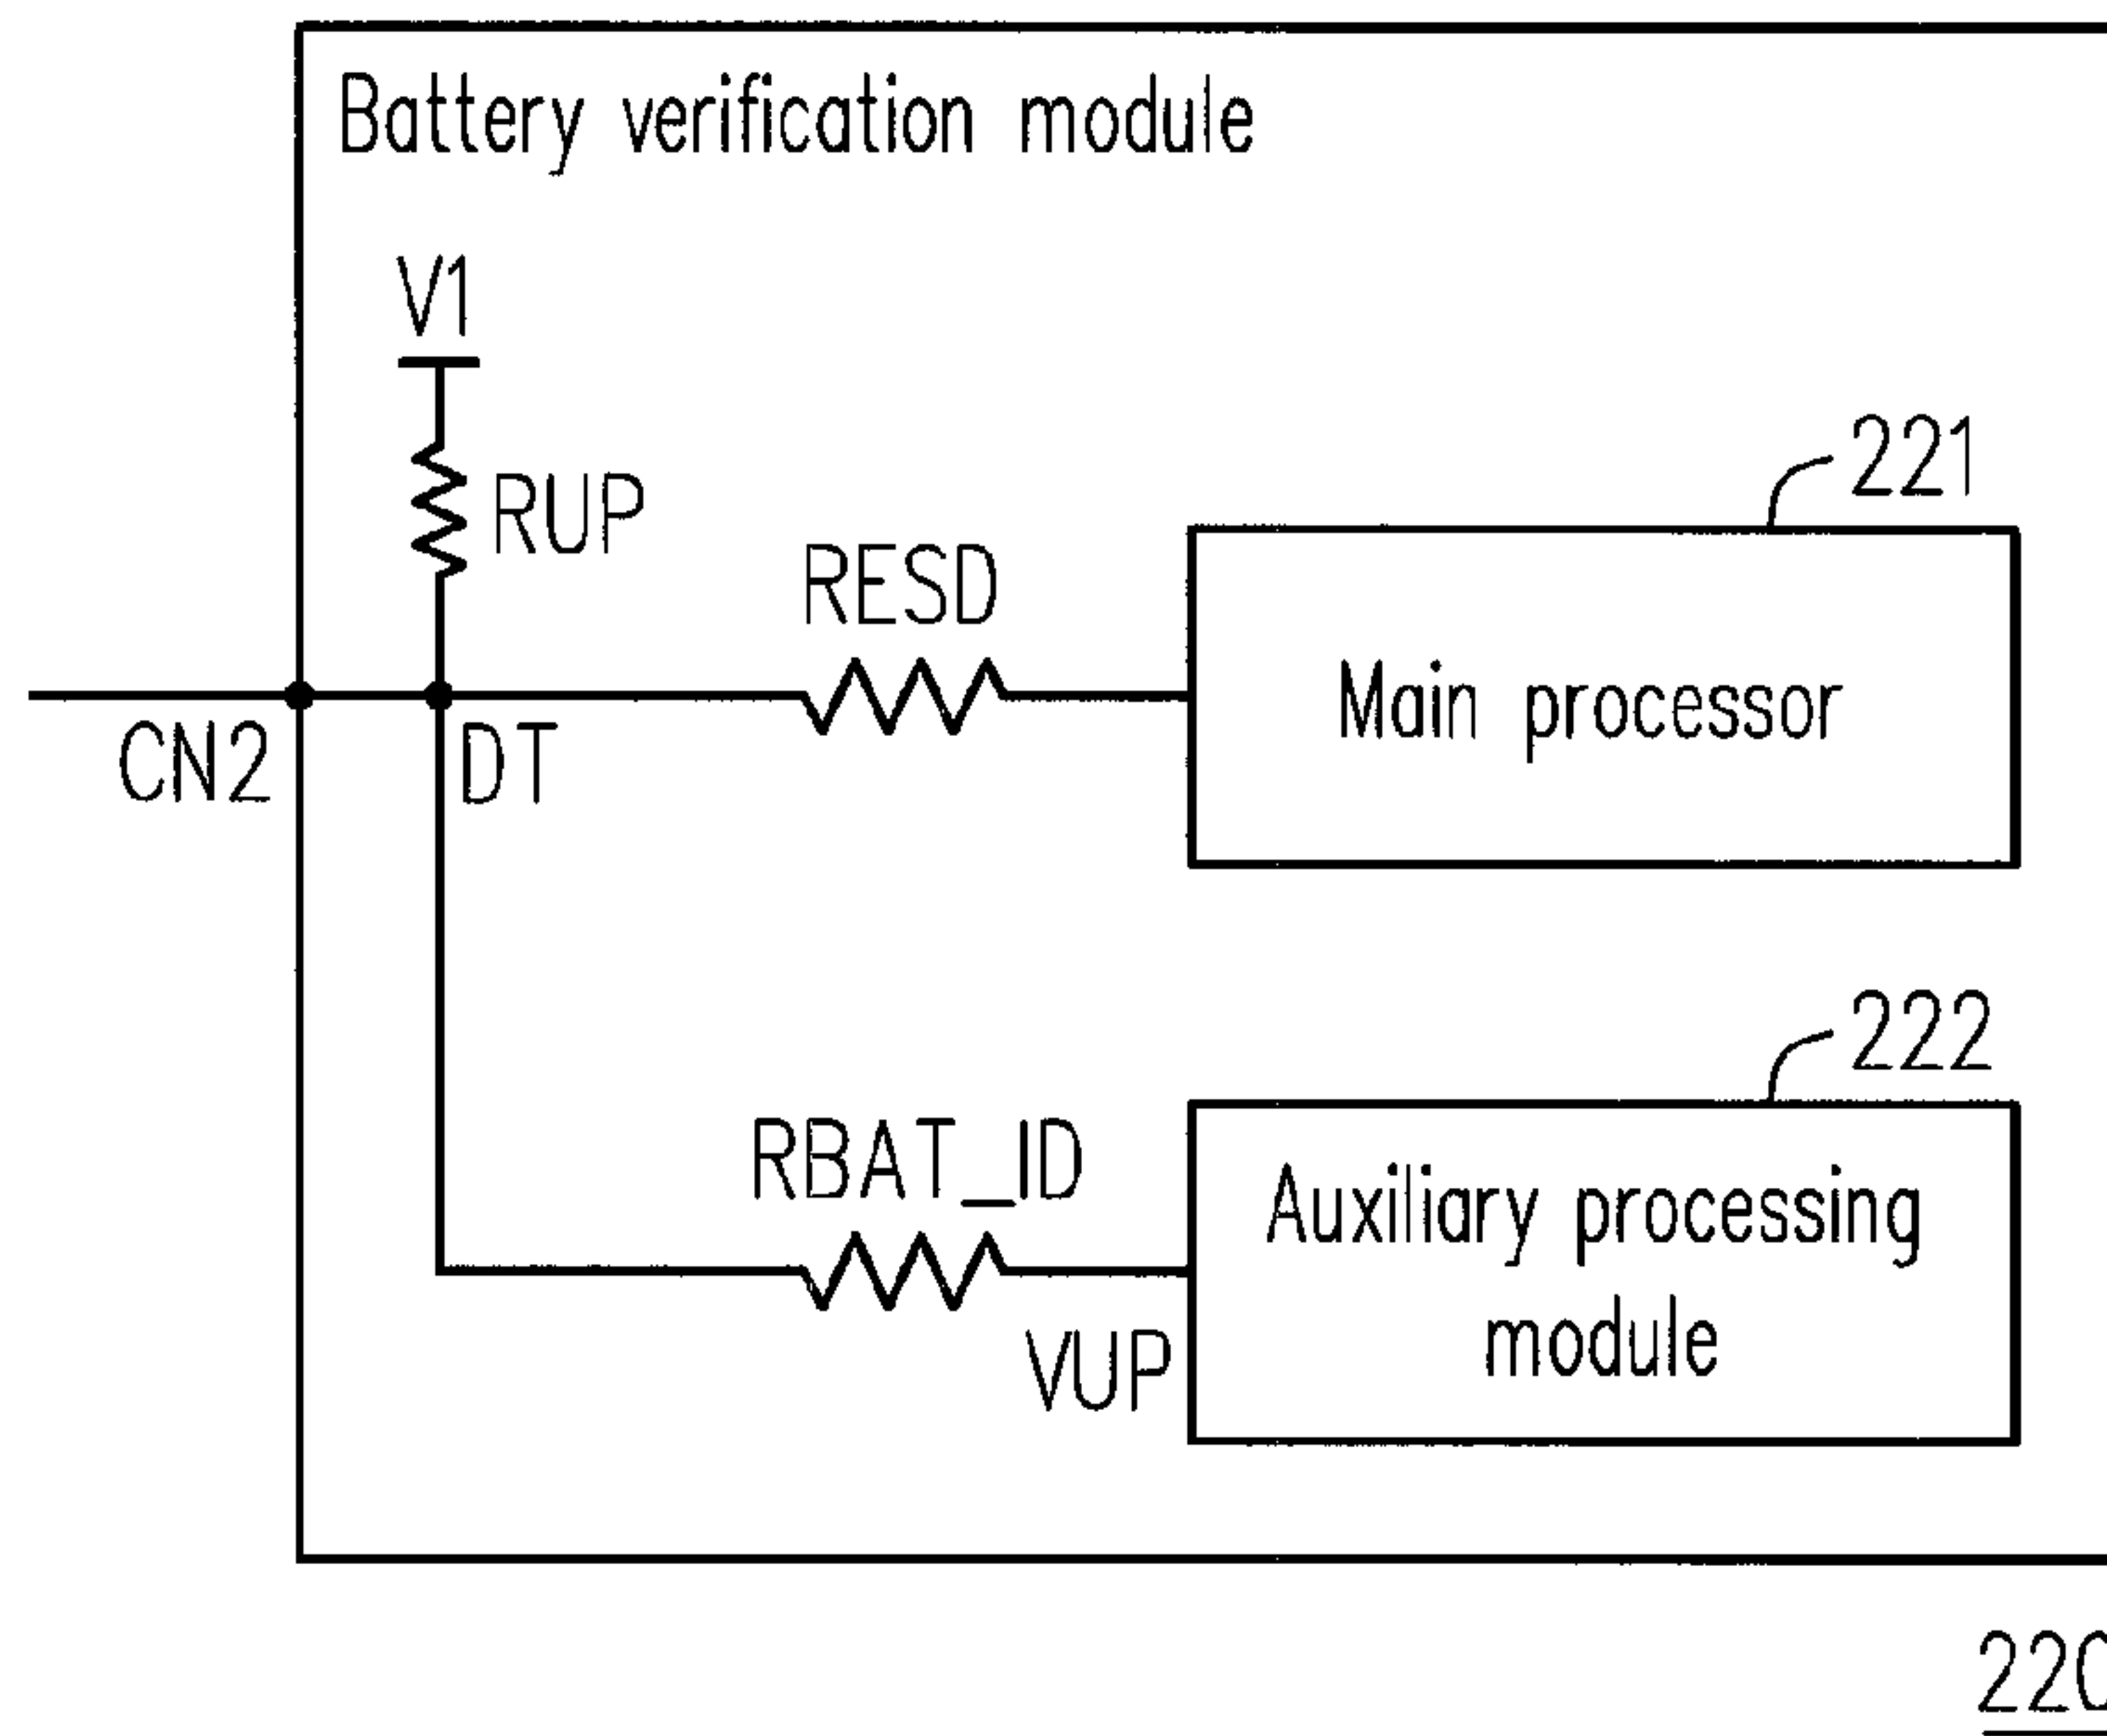 Battery verification module
V1
RUP
RESD
221
Main processor
CN2
DT
222
RBAT_ID
Auxiliary processing
module
VUP